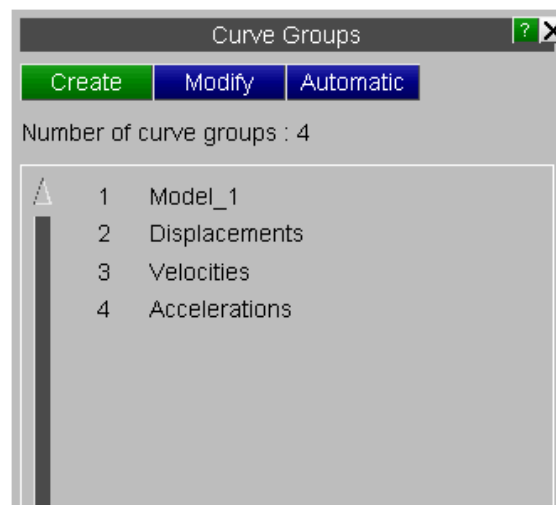 Curve Groups ? X
Create Modify Automatic
Number of curve groups : 4
1 Model_1
2 Displacements
3 Velocities
4 Accelerations